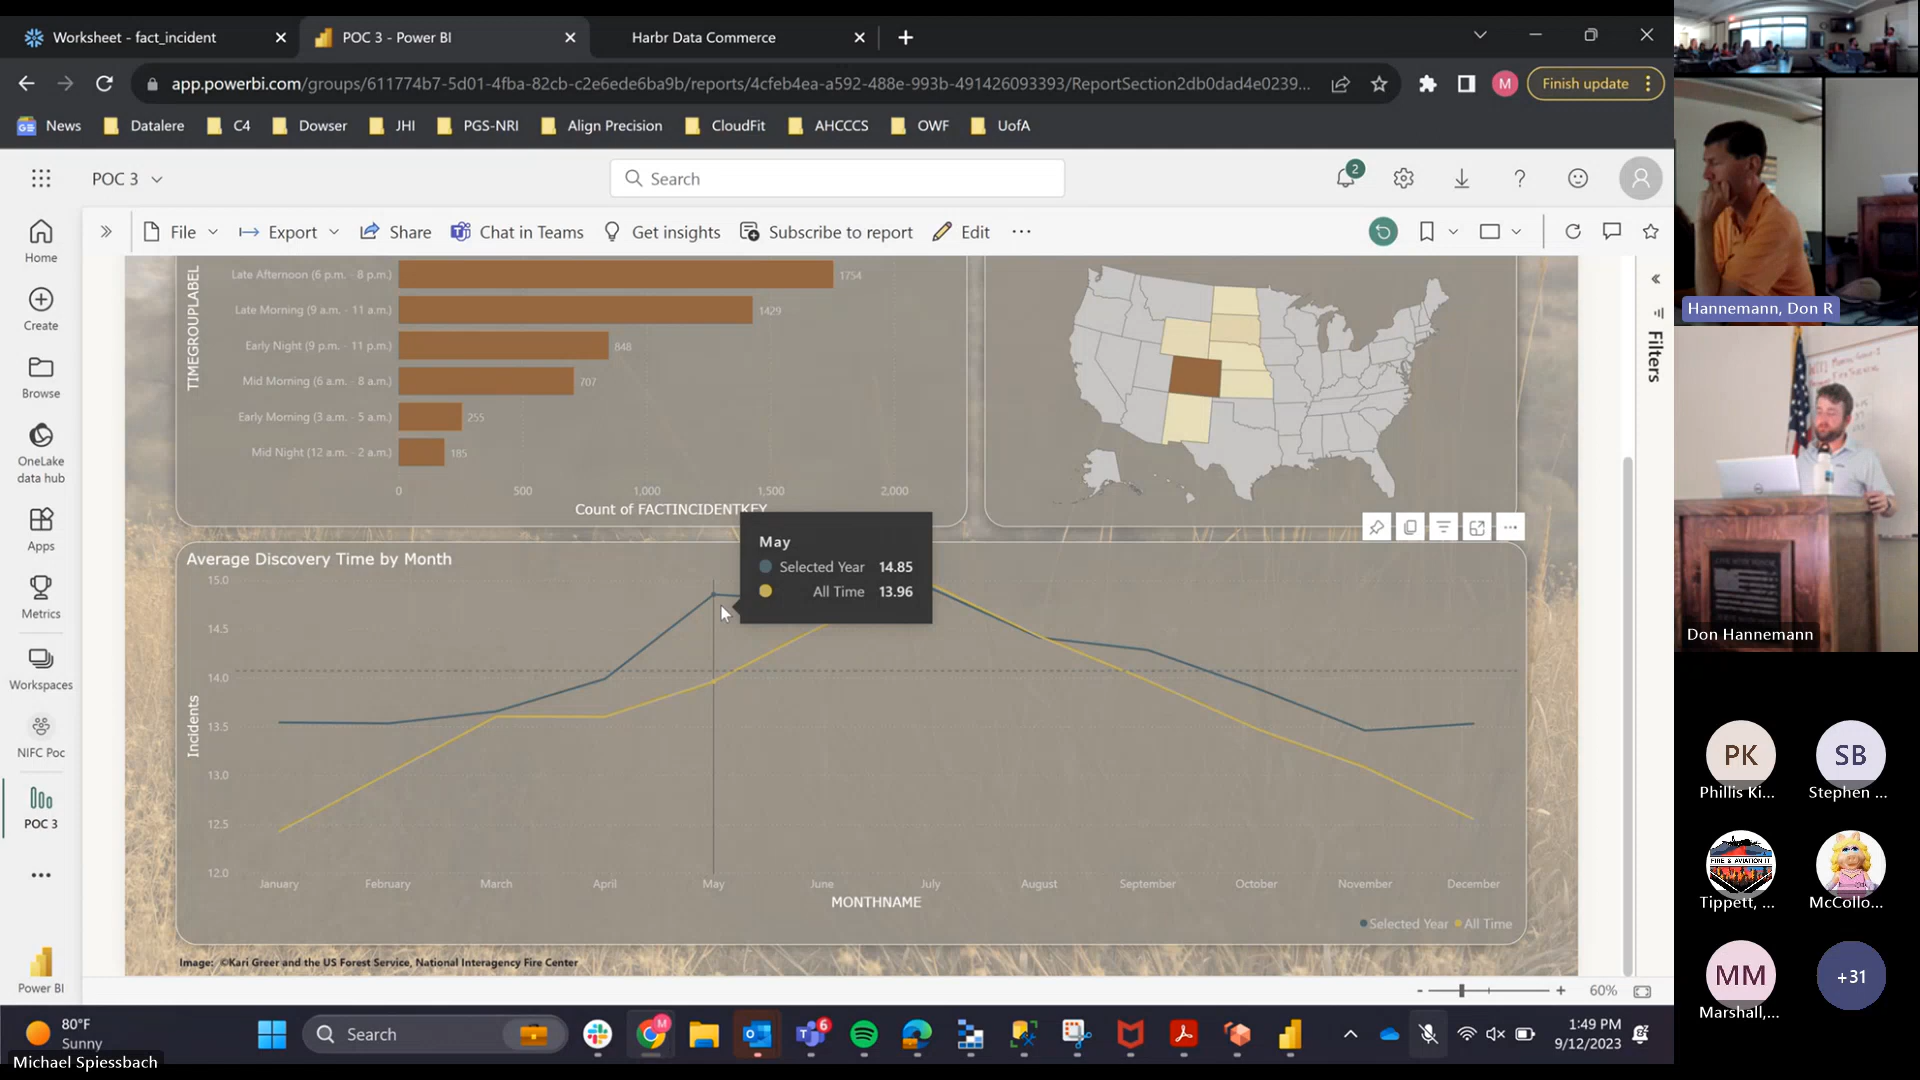 Worksheet - fact_incident
POC 3 - Power BI
Harbr Data Commerce
app.powerbi.com/groups/611774b7-5d01-4fba-82cb-c2e6ede6ba9b/reports/4cfeb4ea-a592-488e-993b-491426093393/ReportSection2db0dad4e0239...
M
Finish update
News
Datalere
C4
Dowser
JHI
PGS-NRI
Align Precision
CloudFit
AHCCCS
OWF
UofA
POC 3
Search
2
File
Export
Share
Chat in Teams
Get insights
Subscribe to report
Edit
Home
Create
Browse
OneLake
data hub
Apps
Metrics
Workspaces
NIFC Poc
POC 3
Power BI
TIMEGROUPLABEL
Late Afternoon (6 p.m. - 8 p.m.) 1754
Late Morning (9 a.m. - 11 a.m.) 1429
Early Night (9 p.m. - 11 p.m.) 848
Mid Morning (6 a.m. - 8 a.m.) 707
Early Morning (3 a.m. - 5 a.m.) 255
Mid Night (12 a.m. - 2 a.m.) 185
0 500 1,000 1,500 2,000
Count of FACTINCIDENTKEY
Filters
Average Discovery Time by Month
May
Selected Year 14.85
All Time 13.96
Incidents
15.0
14.5
14.0
13.5
13.0
12.5
12.0
January February March April May June July August September October November December
MONTHNAME
Selected Year All Time
Image: ©Kari Greer and the US Forest Service, National Interagency Fire Center
60%
80°F
Sunny
Search
M
6
1:49 PM
9/12/2023
Michael Spiessbach
Hannemann, Don R
Don Hannemann
PK
Phillis Ki...
SB
Stephen ...
FIRE & AVIATION IT
Tippett, ...
McCollo...
MM
Marshall,...
+31